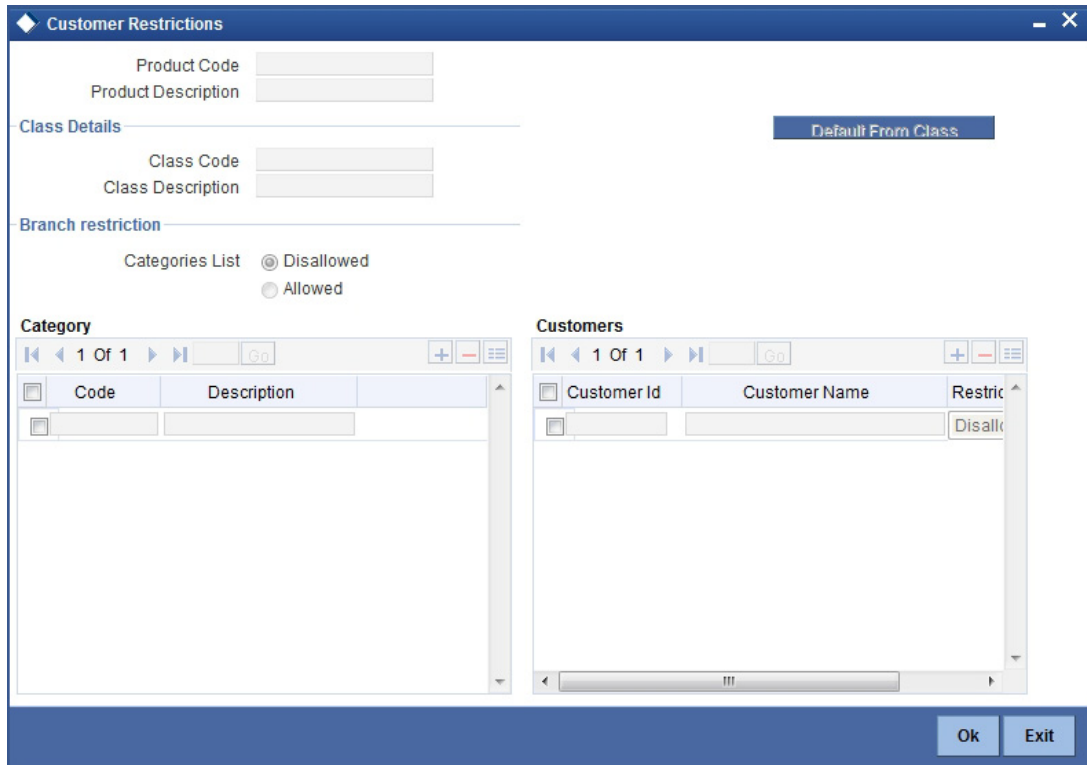 Customer Restrictions
Product Code
Product Description
Class Details
Default From Class
Class Code
Class Description
Branch restriction
Categories List
Disallowed
Allowed
Category
1 Of 1
Go
Code Description
Customers
1 Of 1
Go
Customer Id Customer Name Restric
Disallo
Ok Exit